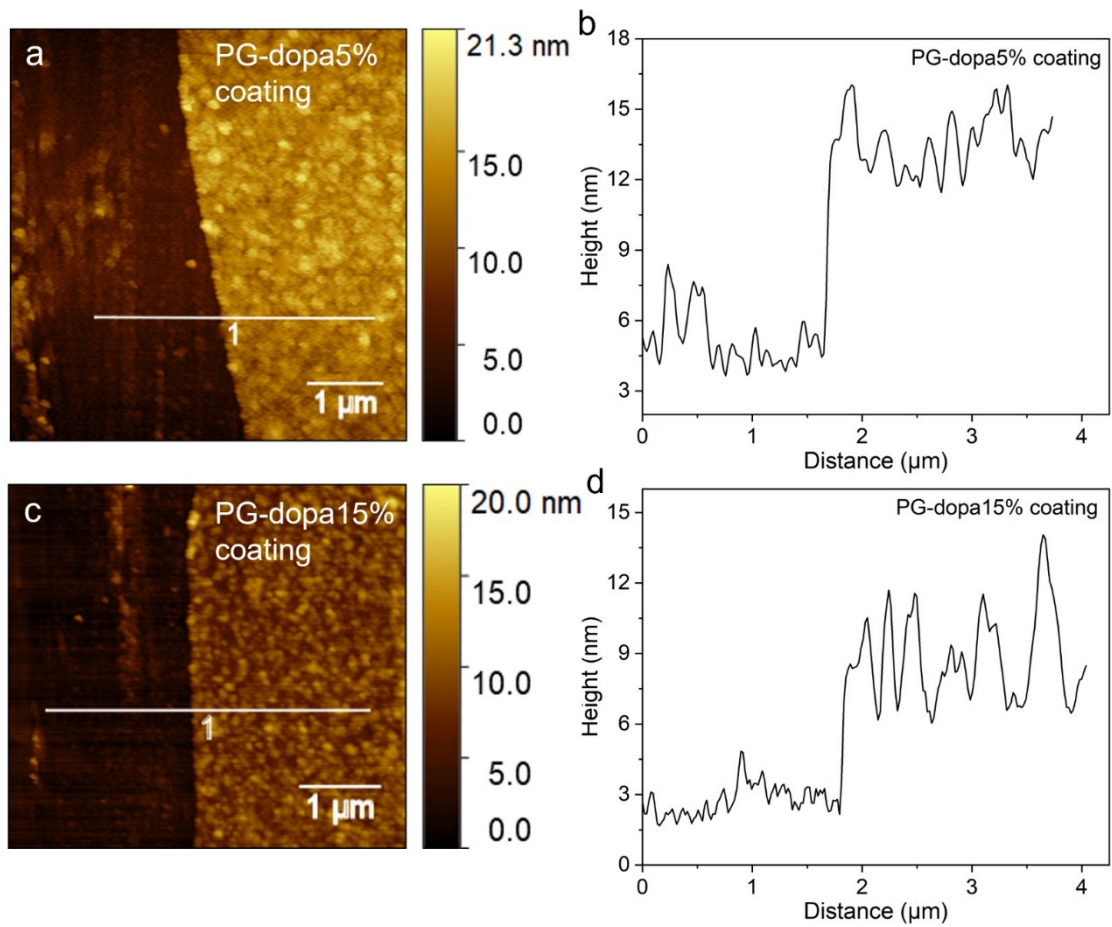 a
PG-dopa5%
coating
1
1 µm
21.3 nm
15.0
10.0
5.0
0.0
b
PG-dopa5% coating
18
15
12
9
6
3
Height (nm)
0
1
2
3
4
Distance (µm)
c
PG-dopa15%
coating
1
1 µm
20.0 nm
15.0
10.0
5.0
0.0
d
PG-dopa15% coating
15
12
9
6
3
0
Height (nm)
0
1
2
3
4
Distance (µm)